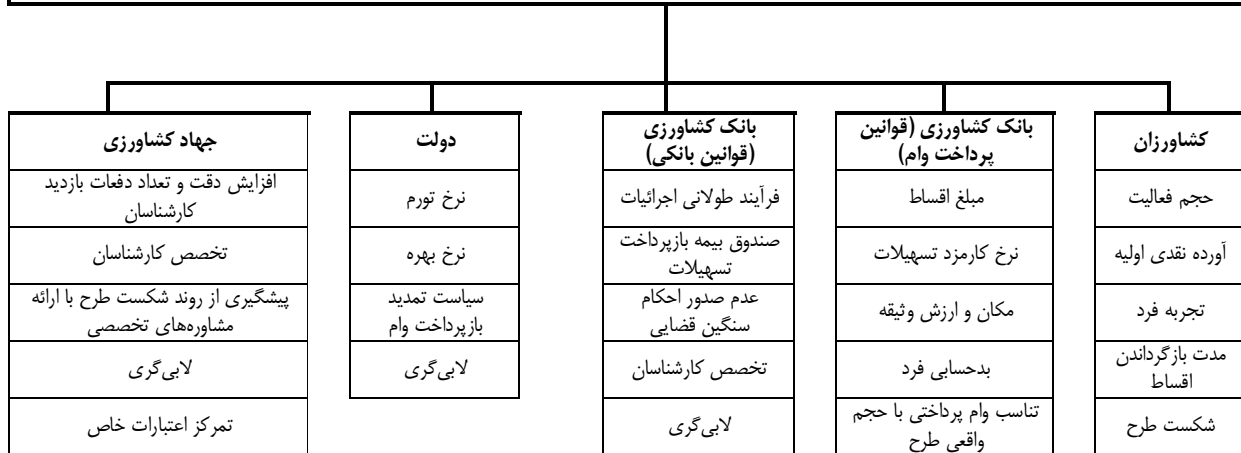 کشاورزان
حجم فعالیت
آورده نقدی اولیه
تجربه فرد
مدت بازگرداندن
اقساط
شکست طرح
بانک کشاورزی (قوانین
پرداخت وام)
مبلغ اقساط
نرخ کارمزد تسهیلات
مکان و ارزش وثیقه
بدحسابی فرد
تناسب وام پرداختی با حجم
واقعی طرح
بانک کشاورزی
(قوانین بانکی)
فرآیند طولانی اجرائیات
صندوق بیمه بازپرداخت
تسهیلات
عدم صدور احکام
سنگین قضایی
تخصص کارشناسان
لابی‌گری
دولت
نرخ تورم
نرخ بهره
سیاست تمدید
بازپرداخت وام
لابی‌گری
جهاد کشاورزی
افزایش دقت و تعداد دفعات بازدید
کارشناسان
تخصص کارشناسان
پیشگیری از روند شکست طرح با ارائه
مشاوره‌های تخصصی
لابی‌گری
تمرکز اعتبارات خاص